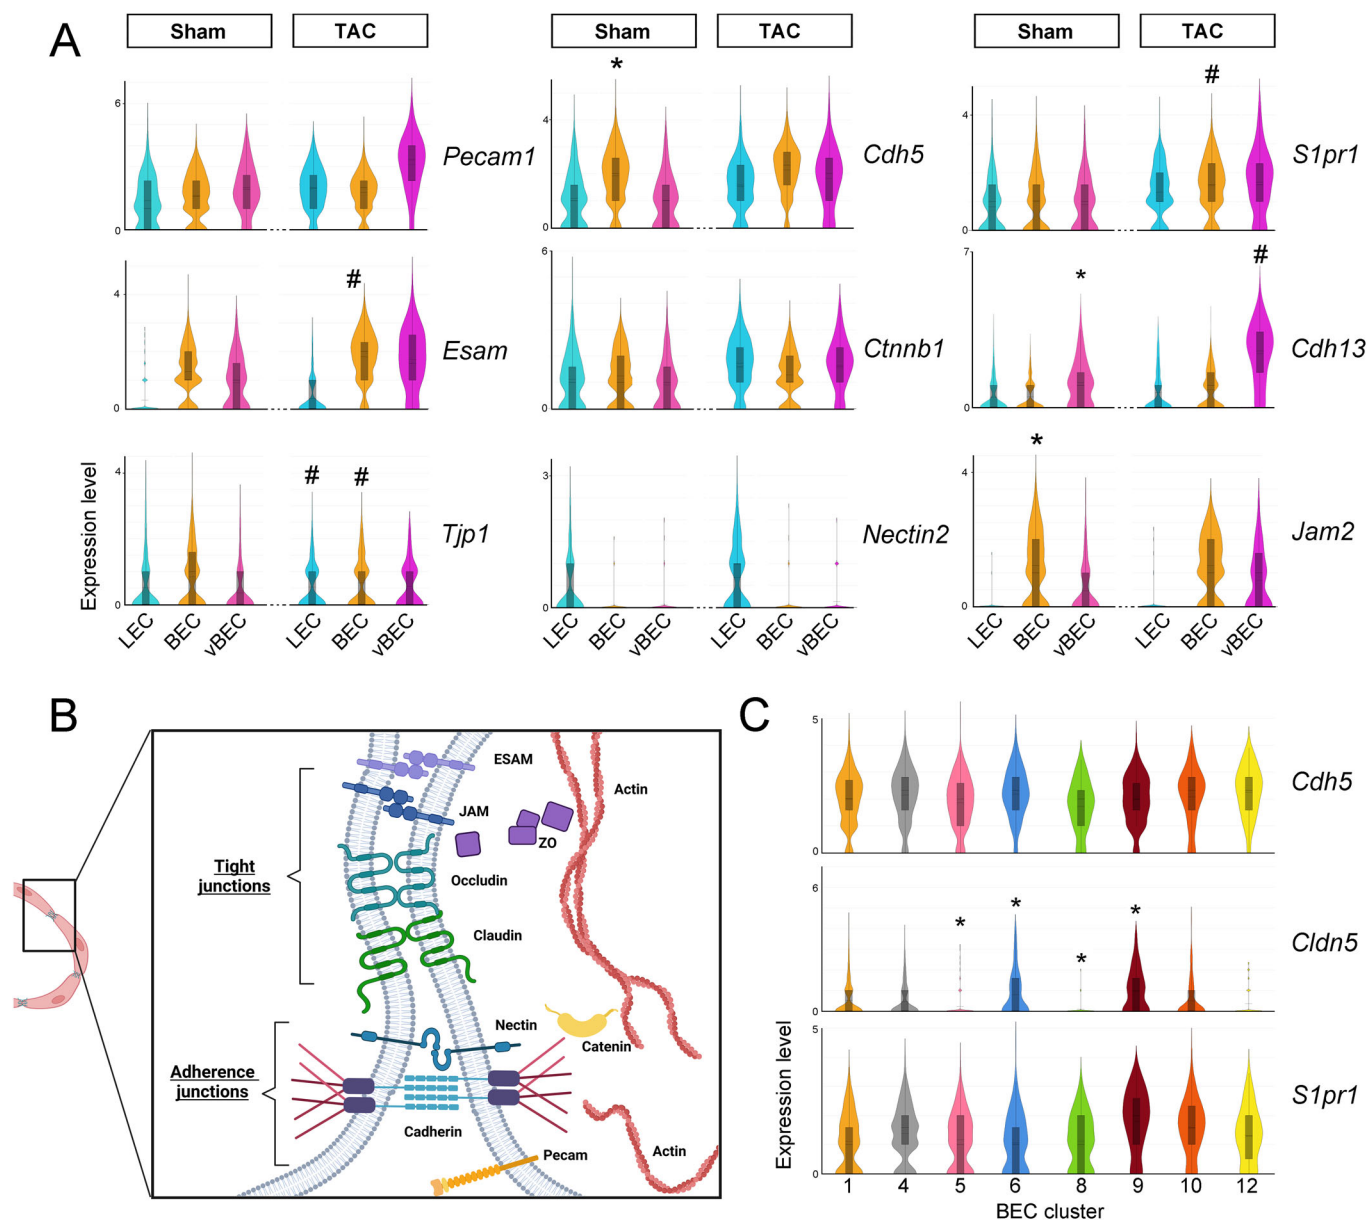 A
Sham TAC Sham TAC Sham TAC
* #
6 4 4
Pecam1 Cdh5 S1pr1
0 0 0
6 7
# * #
4
Esam Ctnnb1 Cdh13
0 0 0
*
Expression level
4 3 4
# #
Tjp1 Nectin2 Jam2
0 0 0
LEC BEC vBEC LEC BEC vBEC LEC BEC vBEC LEC BEC vBEC LEC BEC vBEC LEC BEC vBEC
B
ESAM
Actin
JAM
ZO
Tight
junctions
Occludin
Claudin
Nectin
Catenin
Adherence
junctions
Cadherin
Actin
Pecam
C
5
Cdh5
0
6
* * * *
Cldn5
0
5
S1pr1
Expression level
0
1 4 5 6 8 9 10 12
BEC cluster